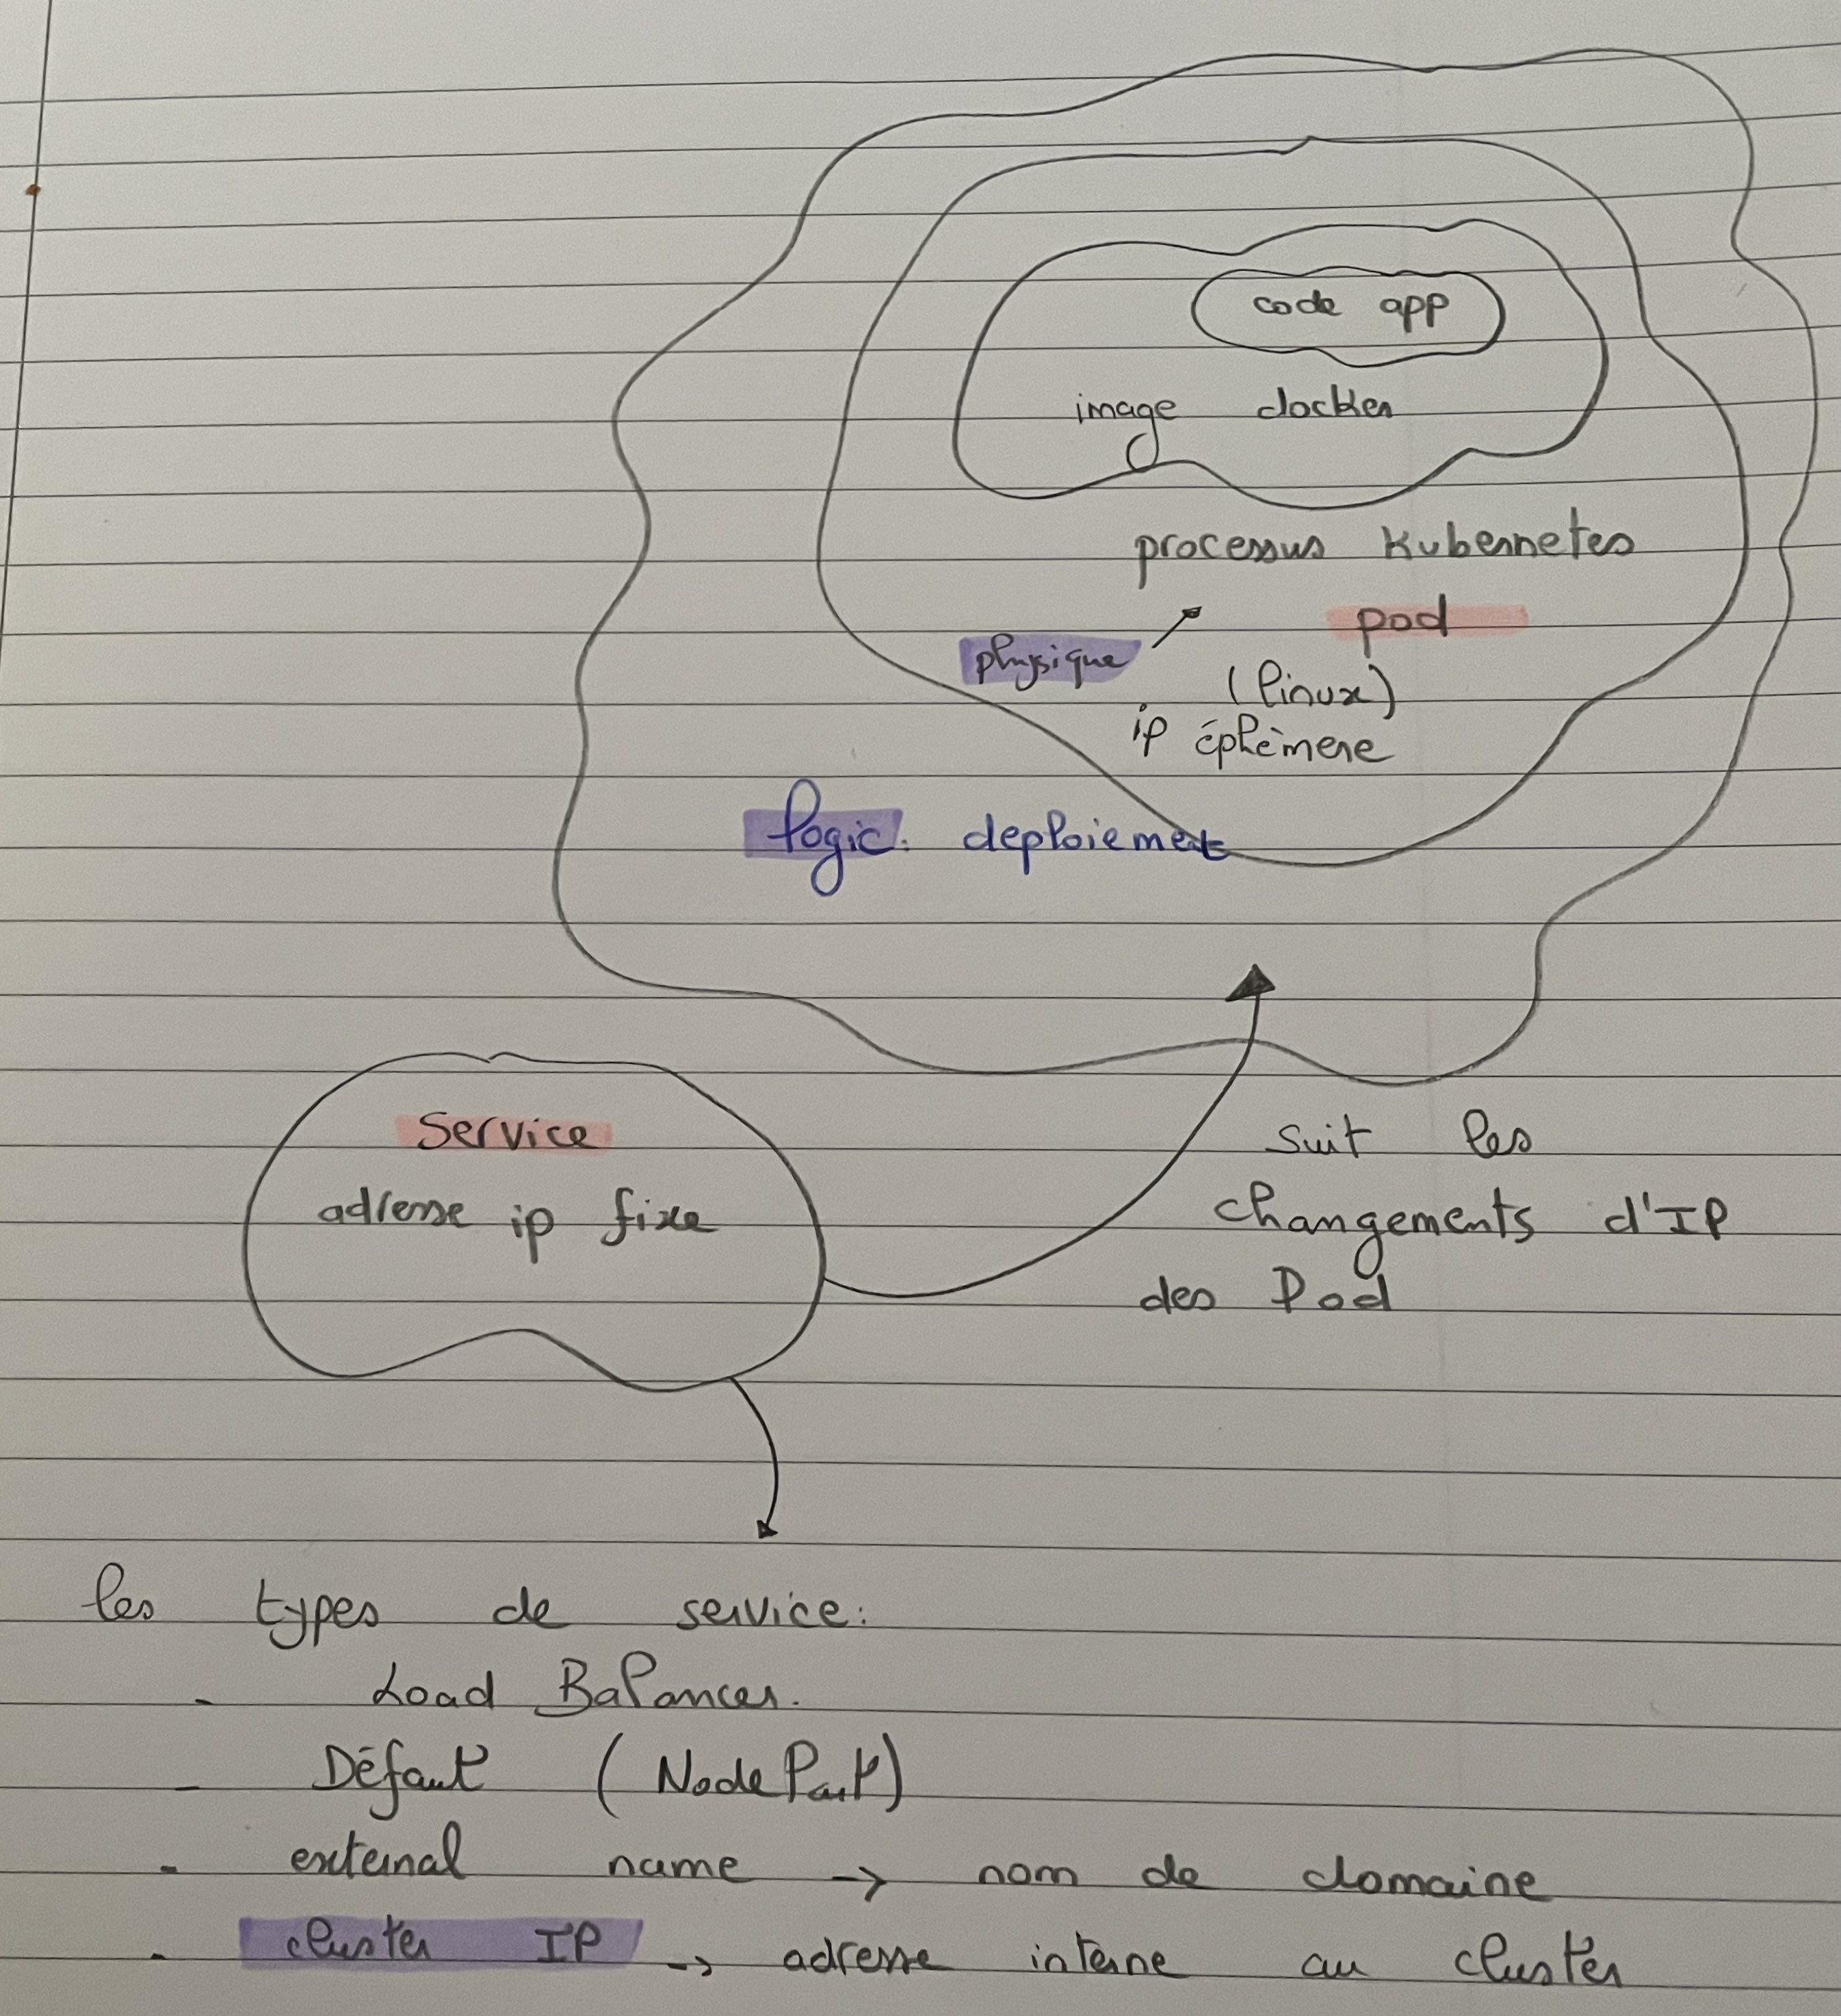 code app
image docker
processus Kubernetes
pod
physique
(linux)
ip éphèmere
logic: deploiement
Service
adresse ip fixe
suit les
changements d'IP
des Pod
les types de service:
- Load Balancer.
- Défaut (NodePort)
- external name -> nom de domaine
- cluster IP -> adresse interne au cluster